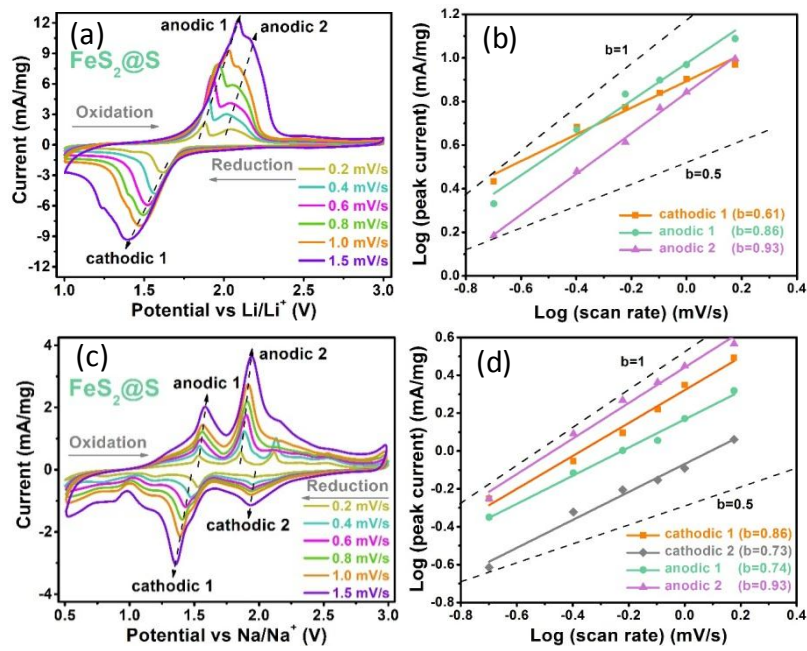 (a)
anodic 1
anodic 2
FeS2@S
Oxidation
Reduction
0.2 mV/s
0.4 mV/s
0.6 mV/s
0.8 mV/s
1.0 mV/s
1.5 mV/s
cathodic 1
Current (mA/mg)
12
9
6
3
0
-3
-6
-9
-12
1.0 1.5 2.0 2.5 3.0
Potential vs Li/Li+ (V)
(b)
b=1
b=0.5
cathodic 1 (b=0.61)
anodic 1 (b=0.86)
anodic 2 (b=0.93)
Log (peak current) (mA/mg)
1.2
1.0
0.8
0.6
0.4
0.2
0.0
-0.8 -0.6 -0.4 -0.2 0.0 0.2 0.4
Log (scan rate) (mV/s)
(c)
anodic 2
anodic 1
FeS2@S
Oxidation
Reduction
0.2 mV/s
0.4 mV/s
0.6 mV/s
0.8 mV/s
1.0 mV/s
1.5 mV/s
cathodic 2
cathodic 1
Current (mA/mg)
4
2
0
-2
-4
0.5 1.0 1.5 2.0 2.5 3.0
Potential vs Na/Na+ (V)
(d)
b=1
b=0.5
cathodic 1 (b=0.86)
cathodic 2 (b=0.73)
anodic 1 (b=0.74)
anodic 2 (b=0.93)
Log (peak current) (mA/mg)
0.6
0.4
0.2
0.0
-0.2
-0.4
-0.6
-0.8
-0.8 -0.6 -0.4 -0.2 0.0 0.2 0.4
Log (scan rate) (mV/s)